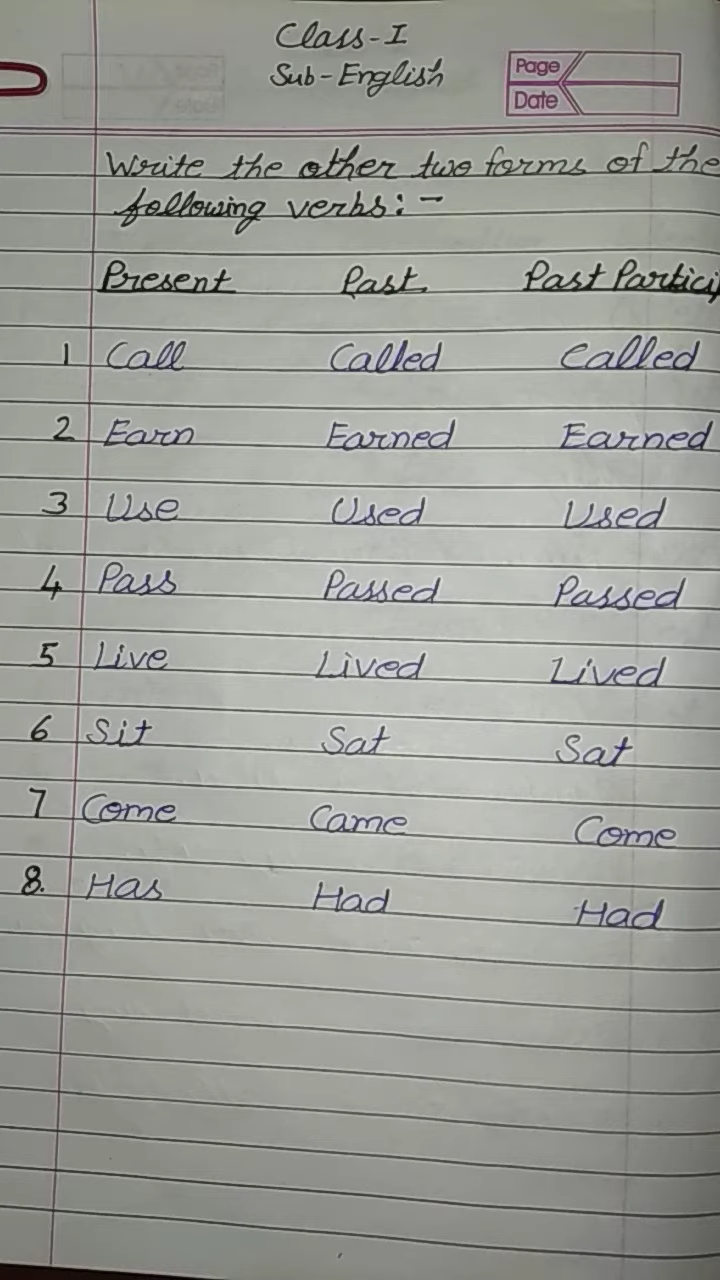 Class-I
Sub-English
Page
Date
Write the other two forms of the
following verbs:-
Present Past Past Partici
1 Call Called Called
2 Earn Earned Earned
3 Use Used Used
4 Pass Passed Passed
5 Live Lived Lived
6 Sit Sat Sat
7 Come Came Come
8. Has Had Had